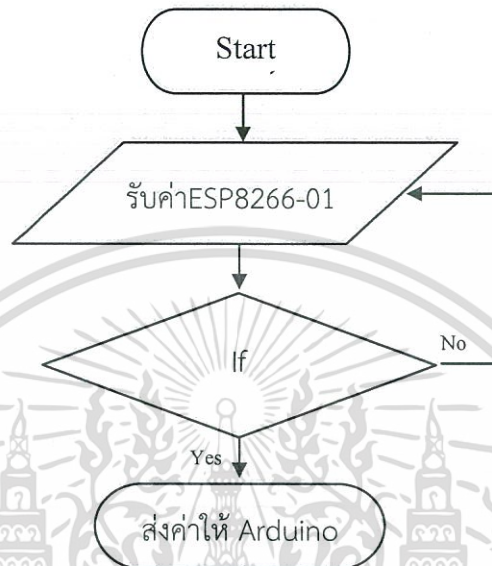 Start
รับค่าESP8266-01
If
No
Yes
ส่งค่าให้ Arduino